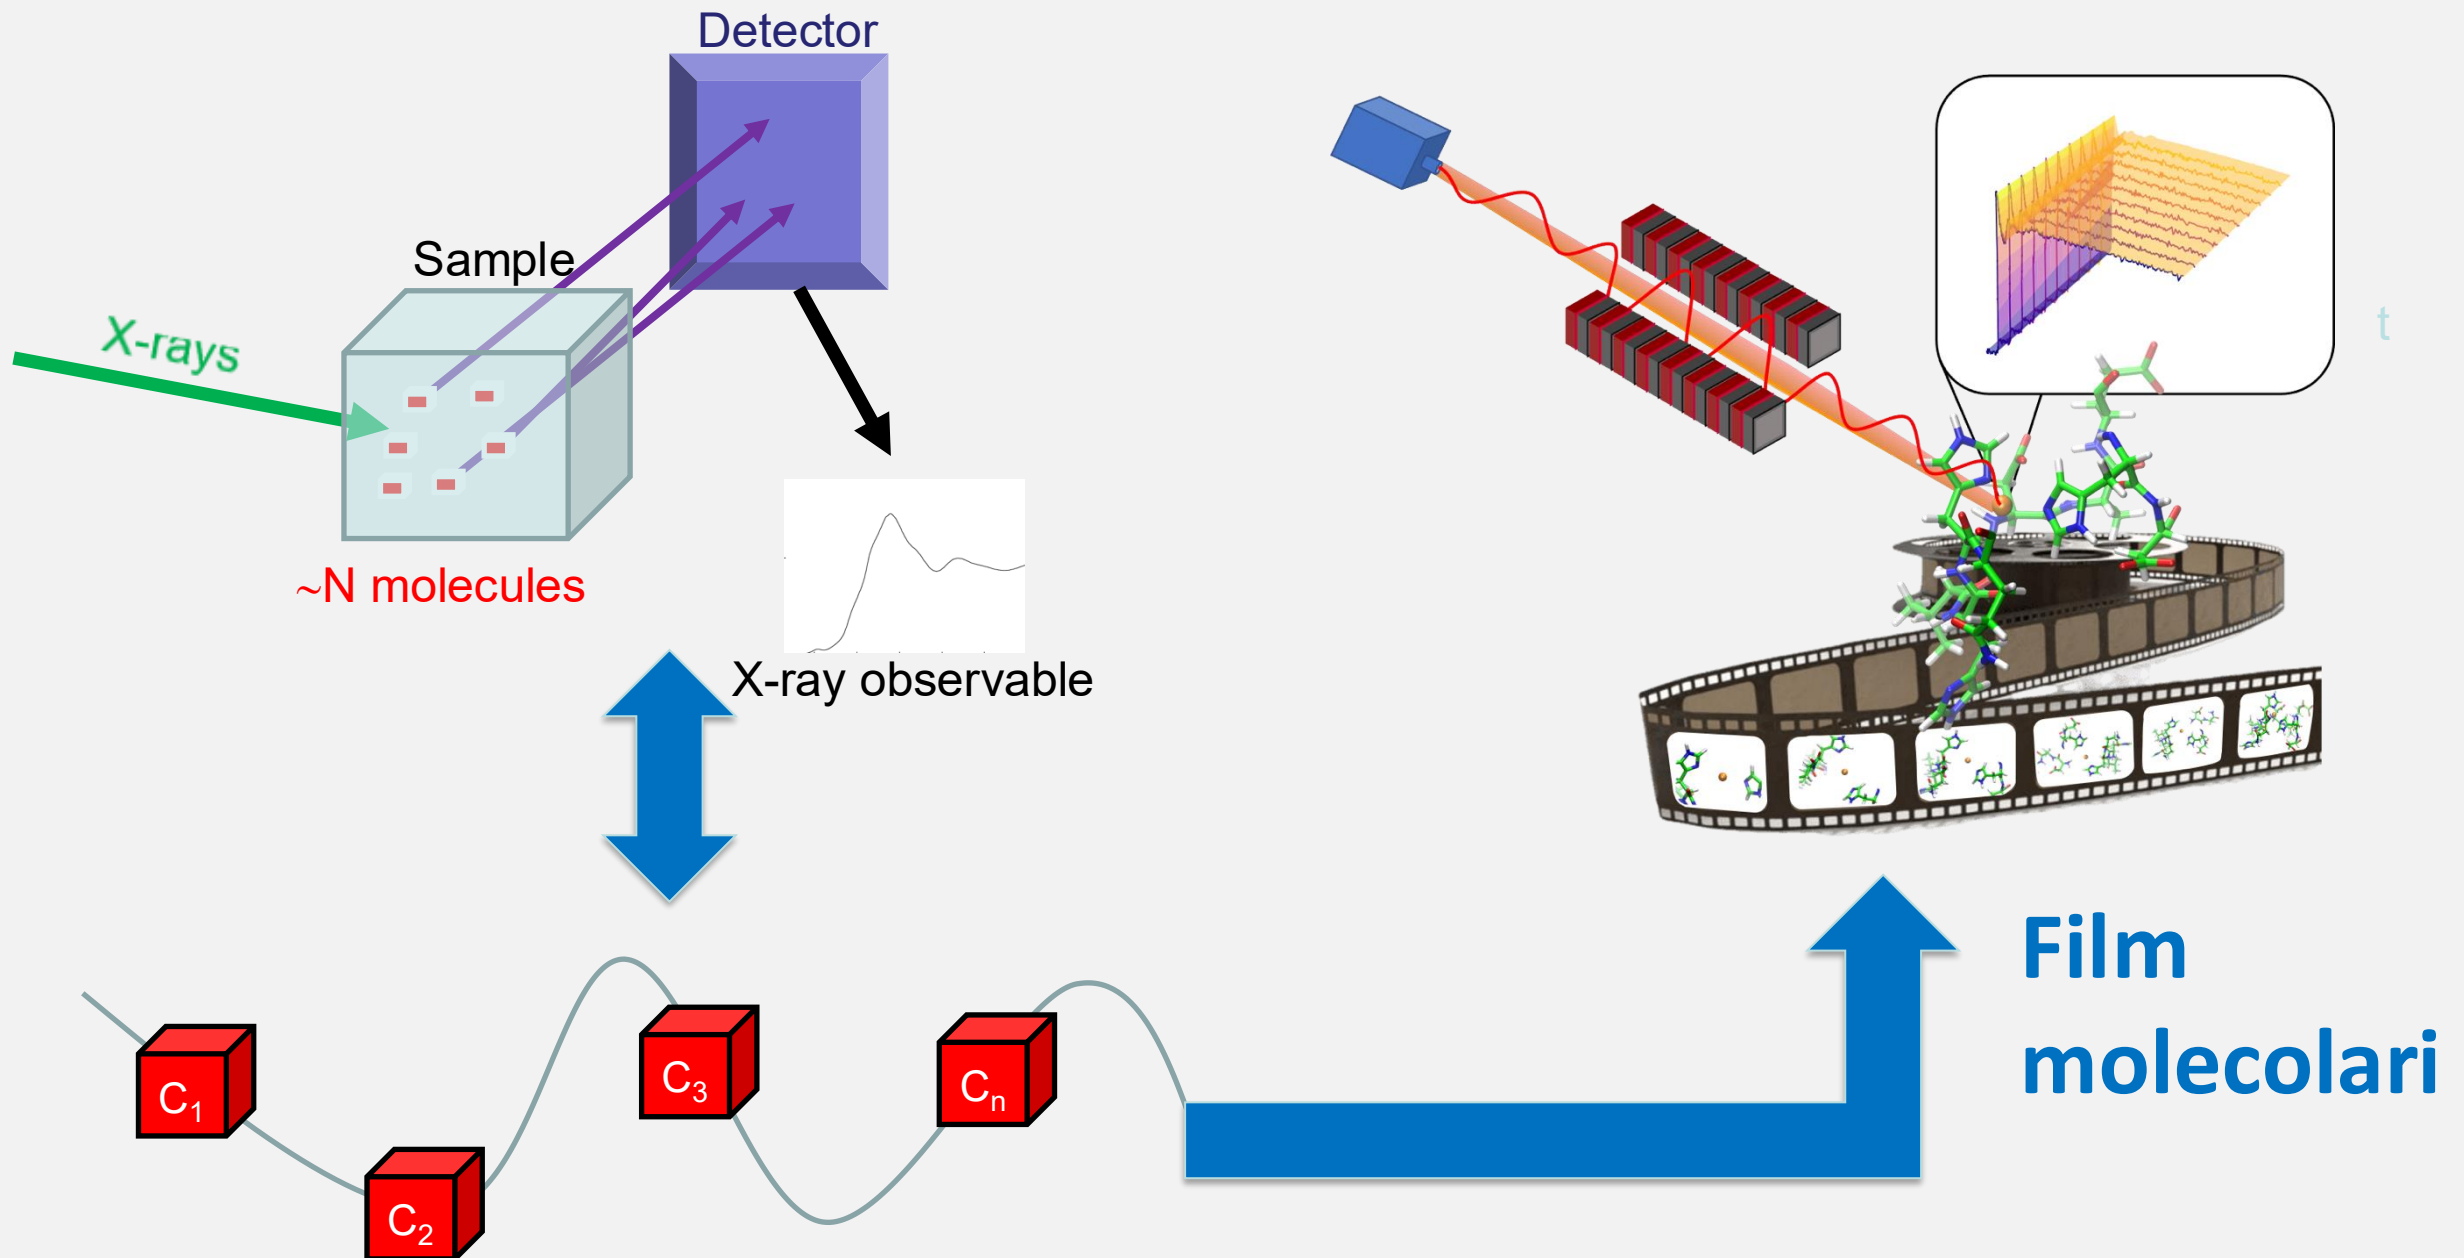 Detector
Sample
X-rays
~N molecules
X-ray observable
t
C1
C2
C3
Cn
Film
molecolari